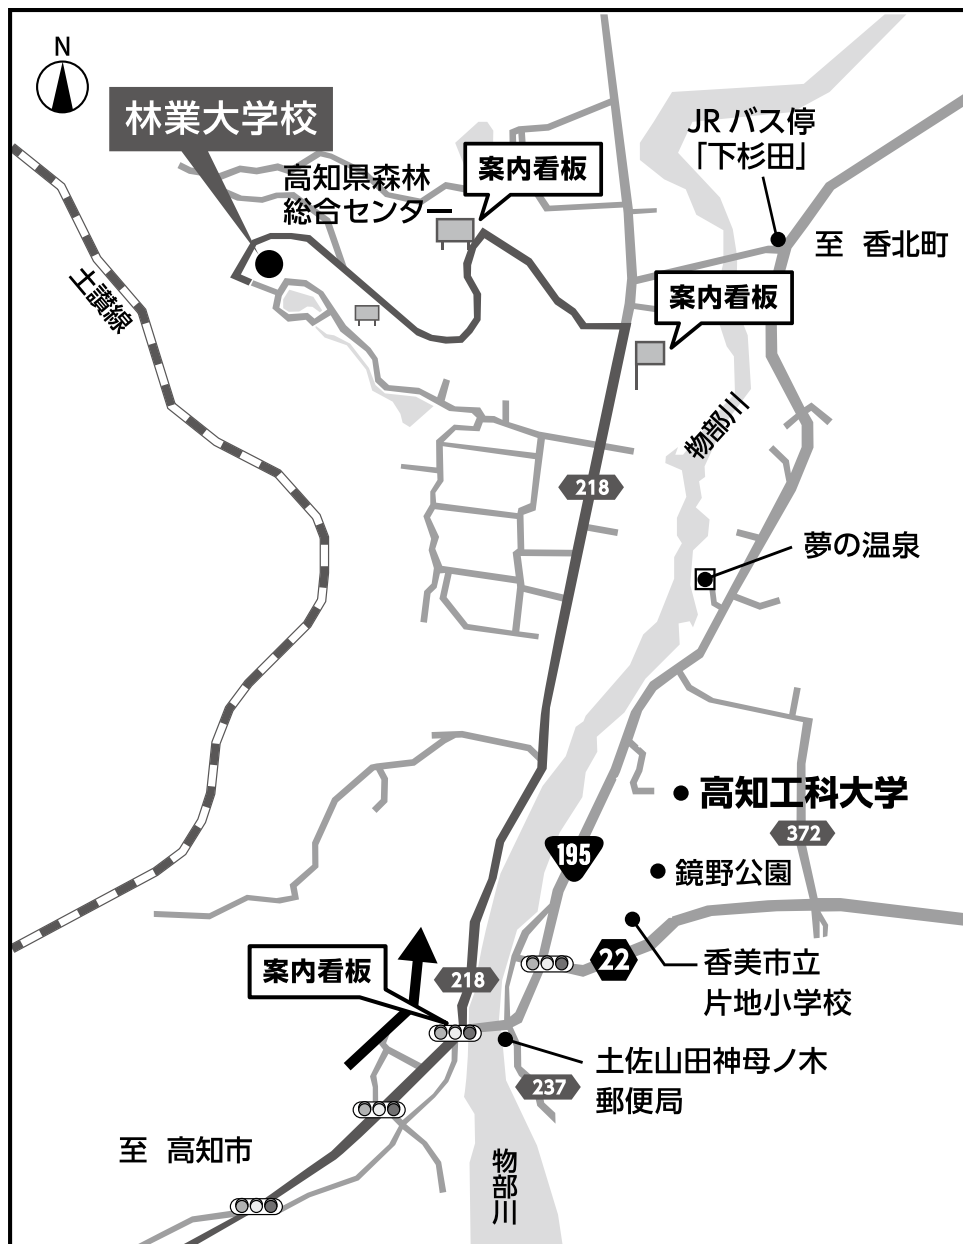 N
林業大学校
JR バス停
「下杉田」
案内看板
高知県森林
総合センター
至 香北町
案内看板
土讃線
物部川
218
夢の温泉
高知工科大学
372
195
鏡野公園
22
香美市立
片地小学校
案内看板
218
土佐山田神母ノ木
郵便局
237
至 高知市
物部川